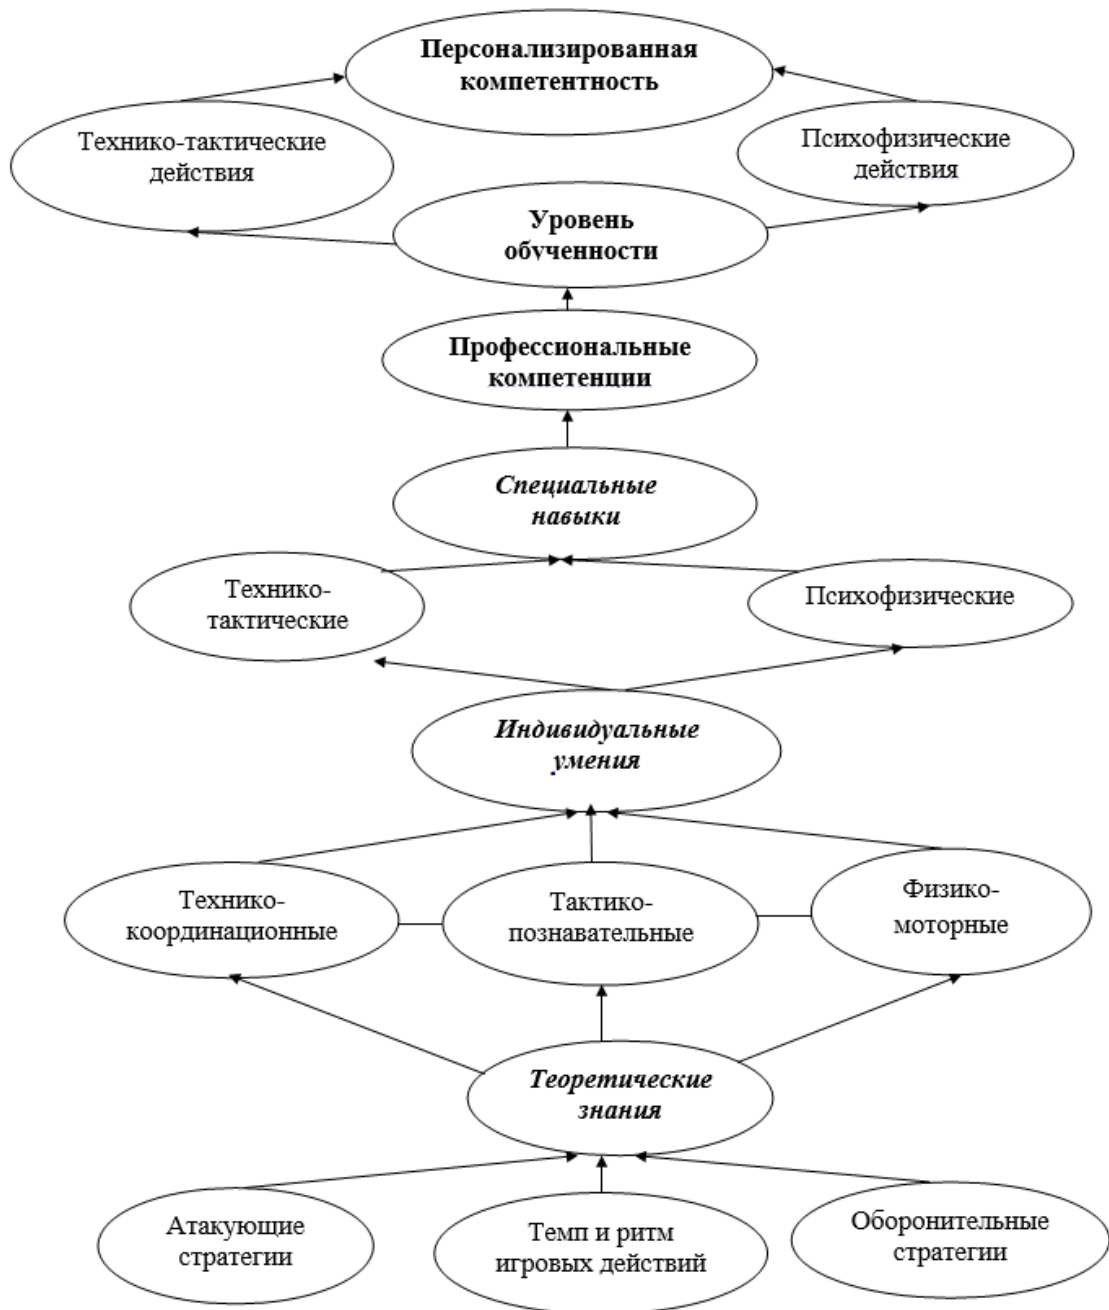 Персонализированная
компетентность
Технико-тактические
действия
Психофизические
действия
Уровень
обученности
Профессиональные
компетенции
Специальные
навыки
Технико-
тактические
Психофизические
Индивидуальные
умения
Технико-
координационные
Тактико-
познавательные
Физико-
моторные
Теоретические
знания
Атакующие
стратегии
Темп и ритм
игровых действий
Оборонительные
стратегии